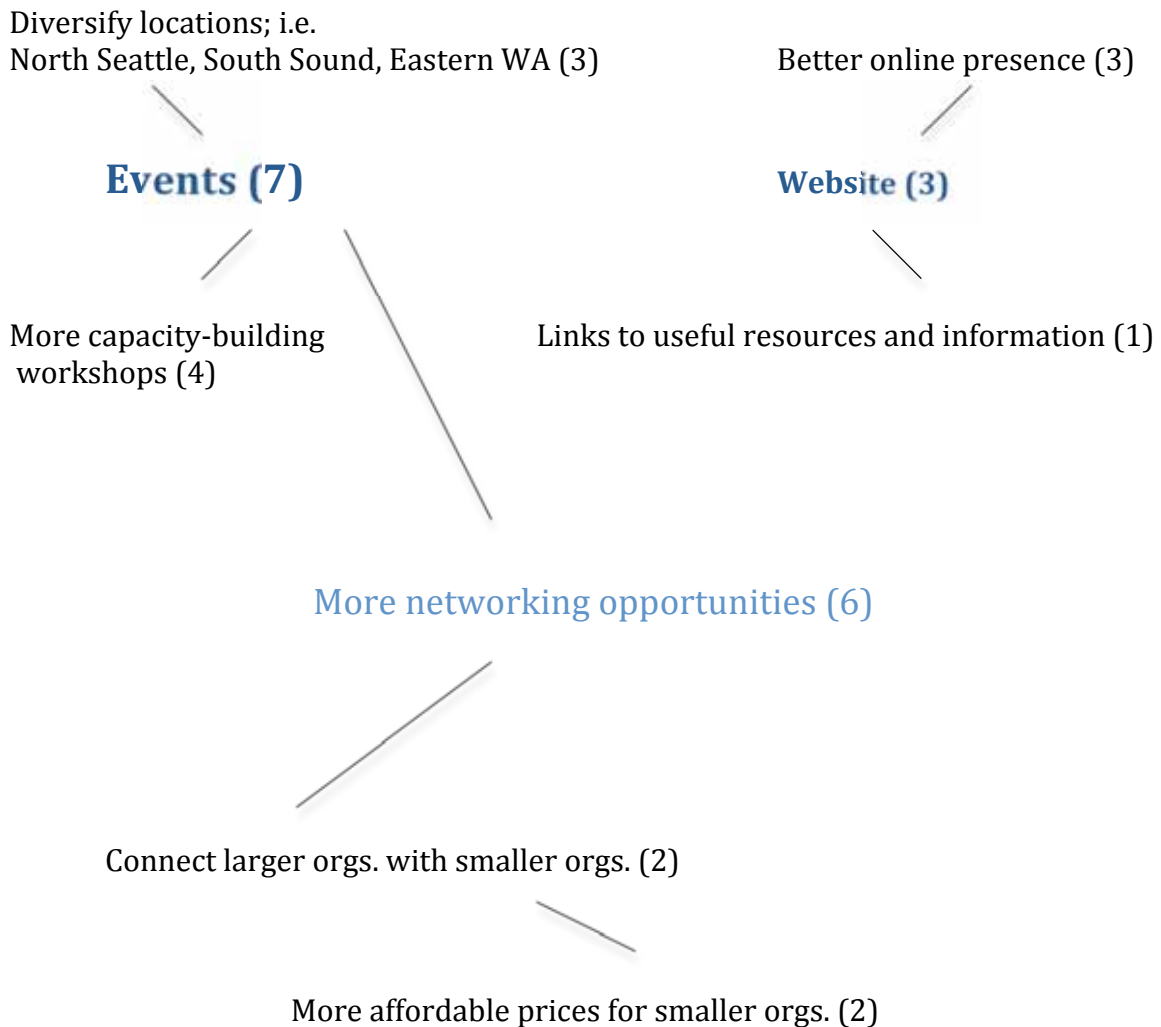 Diversify locations; i.e.
North Seattle, South Sound, Eastern WA (3)
Better online presence (3)
Events (7)
Website (3)
More capacity-building
workshops (4)
Links to useful resources and information (1)
More networking opportunities (6)
Connect larger orgs. with smaller orgs. (2)
More affordable prices for smaller orgs. (2)